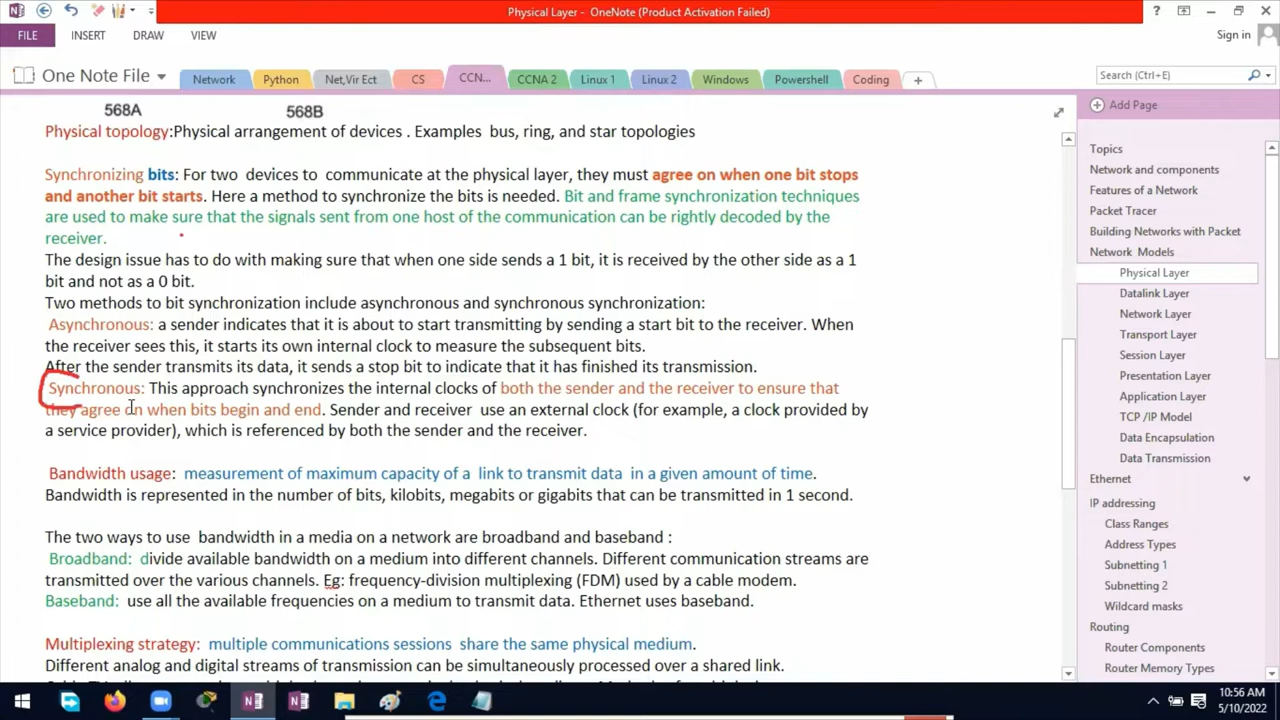 Physical Layer - OneNote (Product Activation Failed)
?
FILE INSERT DRAW VIEW
Sign in
One Note File
Network Python Net,Vir Ect CS CCN... CCNA 2 Linux 1 Linux 2 Windows Powershell Coding +
Search (Ctrl+E)
568A 568B
Physical topology:Physical arrangement of devices . Examples bus, ring, and star topologies
Synchronizing bits: For two devices to communicate at the physical layer, they must agree on when one bit stops
and another bit starts. Here a method to synchronize the bits is needed. Bit and frame synchronization techniques
are used to make sure that the signals sent from one host of the communication can be rightly decoded by the
receiver.
The design issue has to do with making sure that when one side sends a 1 bit, it is received by the other side as a 1
bit and not as a 0 bit.
Two methods to bit synchronization include asynchronous and synchronous synchronization:
Asynchronous: a sender indicates that it is about to start transmitting by sending a start bit to the receiver. When
the receiver sees this, it starts its own internal clock to measure the subsequent bits.
After the sender transmits its data, it sends a stop bit to indicate that it has finished its transmission.
Synchronous: This approach synchronizes the internal clocks of both the sender and the receiver to ensure that
they agree on when bits begin and end. Sender and receiver use an external clock (for example, a clock provided by
a service provider), which is referenced by both the sender and the receiver.
Bandwidth usage: measurement of maximum capacity of a link to transmit data in a given amount of time.
Bandwidth is represented in the number of bits, kilobits, megabits or gigabits that can be transmitted in 1 second.
The two ways to use bandwidth in a media on a network are broadband and baseband :
Broadband: divide available bandwidth on a medium into different channels. Different communication streams are
transmitted over the various channels. Eg: frequency-division multiplexing (FDM) used by a cable modem.
Baseband: use all the available frequencies on a medium to transmit data. Ethernet uses baseband.
Multiplexing strategy: multiple communications sessions share the same physical medium.
Different analog and digital streams of transmission can be simultaneously processed over a shared link.
Add Page
Topics
Network and components
Features of a Network
Packet Tracer
Building Networks with Packet
Network Models
Physical Layer
Datalink Layer
Network Layer
Transport Layer
Session Layer
Presentation Layer
Application Layer
TCP /IP Model
Data Encapsulation
Data Transmission
Ethernet
IP addressing
Class Ranges
Address Types
Subnetting 1
Subnetting 2
Wildcard masks
Routing
Router Components
Router Memory Types
10:56 AM
5/10/2022